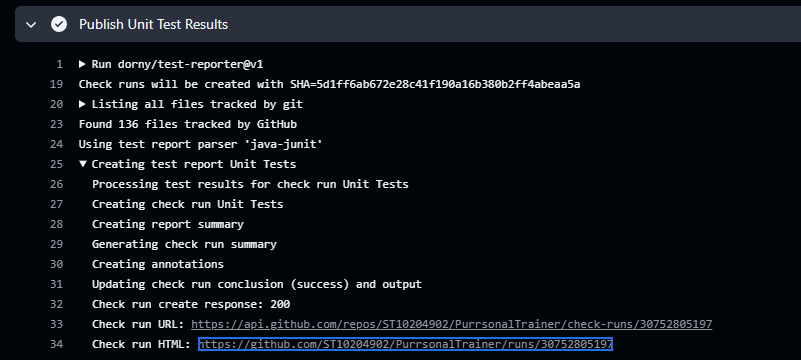 Publish Unit Test Results
1 Run dorny/test-reporter@v1
19 Check runs will be created with SHA=5d1ff6ab672e28c41f190a16b380b2ff4abeaa5a
20 Listing all files tracked by git
23 Found 136 files tracked by GitHub
24 Using test report parser 'java-junit'
25 Creating test report Unit Tests
26 Processing test results for check run Unit Tests
27 Creating check run Unit Tests
28 Creating report summary
29 Generating check run summary
30 Creating annotations
31 Updating check run conclusion (success) and output
32 Check run create response: 200
33 Check run URL: https://api.github.com/repos/ST10204902/PurrsonalTrainer/check-runs/30752805197
34 Check run HTML: https://github.com/ST10204902/PurrsonalTrainer/runs/30752805197